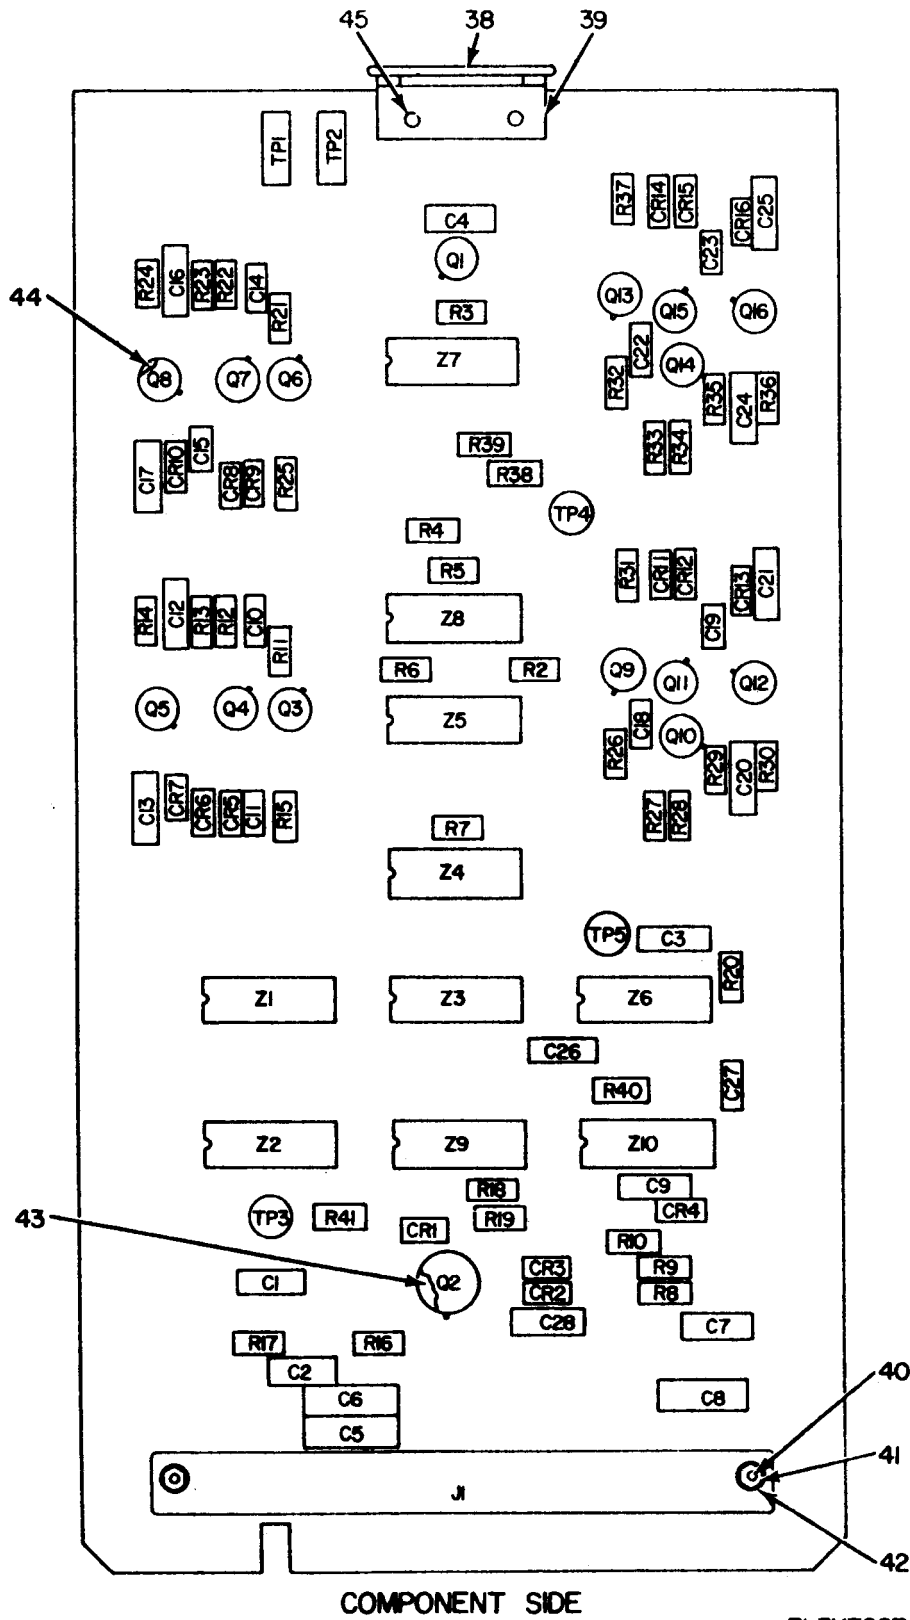 45 38 39
TP1 TP2
R37 CR14 CR15 CR16 C25
C4 C23
44 R24 C16 R23 R22 C14 R21 Q1 Q13 Q15 Q16
R3
Z7 C22 Q14
Q8 Q7 Q6 R32 R35 C24 R36
R39 R33 R34
C17 CR10 C15 CR8 CR9 R25 R38
TP4
R4
R5 R31 CR11 CR12 CR13 C21
R14 C12 R13 R12 C10 R11 Z8 C19
R6 R2 Q9 Q11 Q12
Q5 Q4 Q3 Z5 C18 Q10
R26 R29 C20 R30
C13 CR7 CR6 CR5 C11 R15 R7 R27 R28
Z4
TP5 C3
R20
Z1 Z3 Z6
C26
R40 C27
Z2 Z9 Z10
R18 C9
43 TP3 R41 CR1 R19 CR4
R10
C1 Q2 CR3 R9
CR2 R8
C28 C7
R17 R16
C2 40
C6 C8
C5
41
J1
42
COMPONENT SIDE